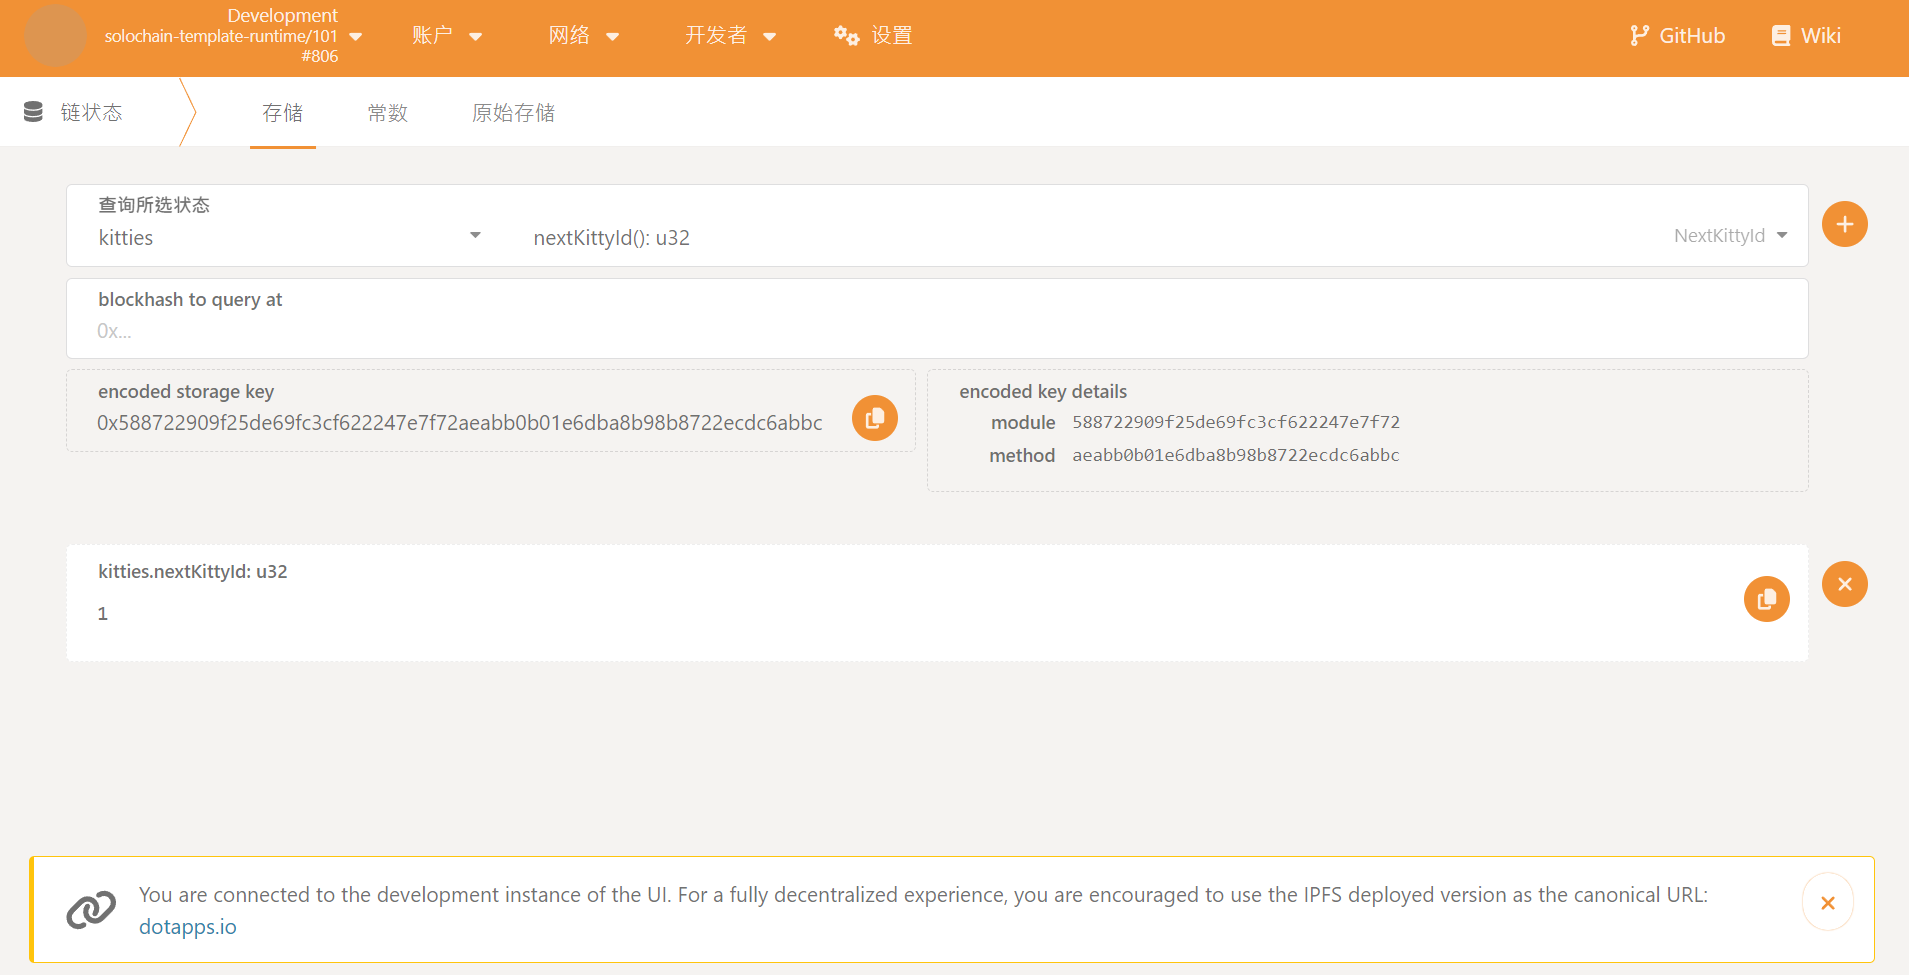 Development
solochain-template-runtime/101
#806
账户
网络
开发者
设置
GitHub
Wiki
链状态
存储
常数
原始存储
查询所选状态
kitties
nextKittyId(): u32
NextKittyId
blockhash to query at
0x...
encoded storage key
0x588722909f25de69fc3cf622247e7f72aeabb0b01e6dba8b98b8722ecdc6abbc
encoded key details
module 588722909f25de69fc3cf622247e7f72
method aeabb0b01e6dba8b98b8722ecdc6abbc
kitties.nextKittyId: u32
1
You are connected to the development instance of the UI. For a fully decentralized experience, you are encouraged to use the IPFS deployed version as the canonical URL:
dotapps.io